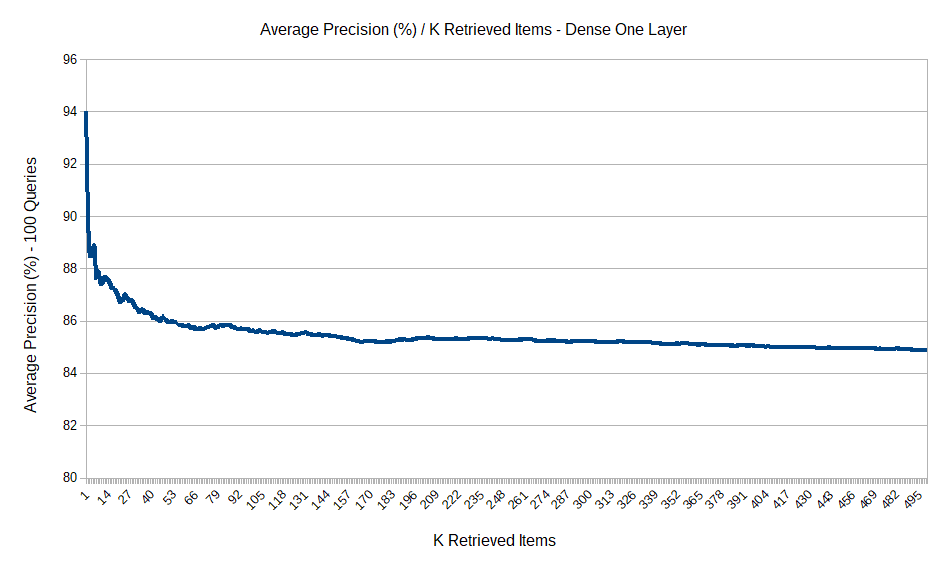 Average Precision (%) / K Retrieved Items - Dense One Layer
Average Precision (%) - 100 Queries
96
94
92
90
88
86
84
82
80
1 14 27 40 53 66 79 92 105 118 131 144 157 170 183 196 209 222 235 248 261 274 287 300 313 326 339 352 365 378 391 404 417 430 443 456 469 482 495
K Retrieved Items